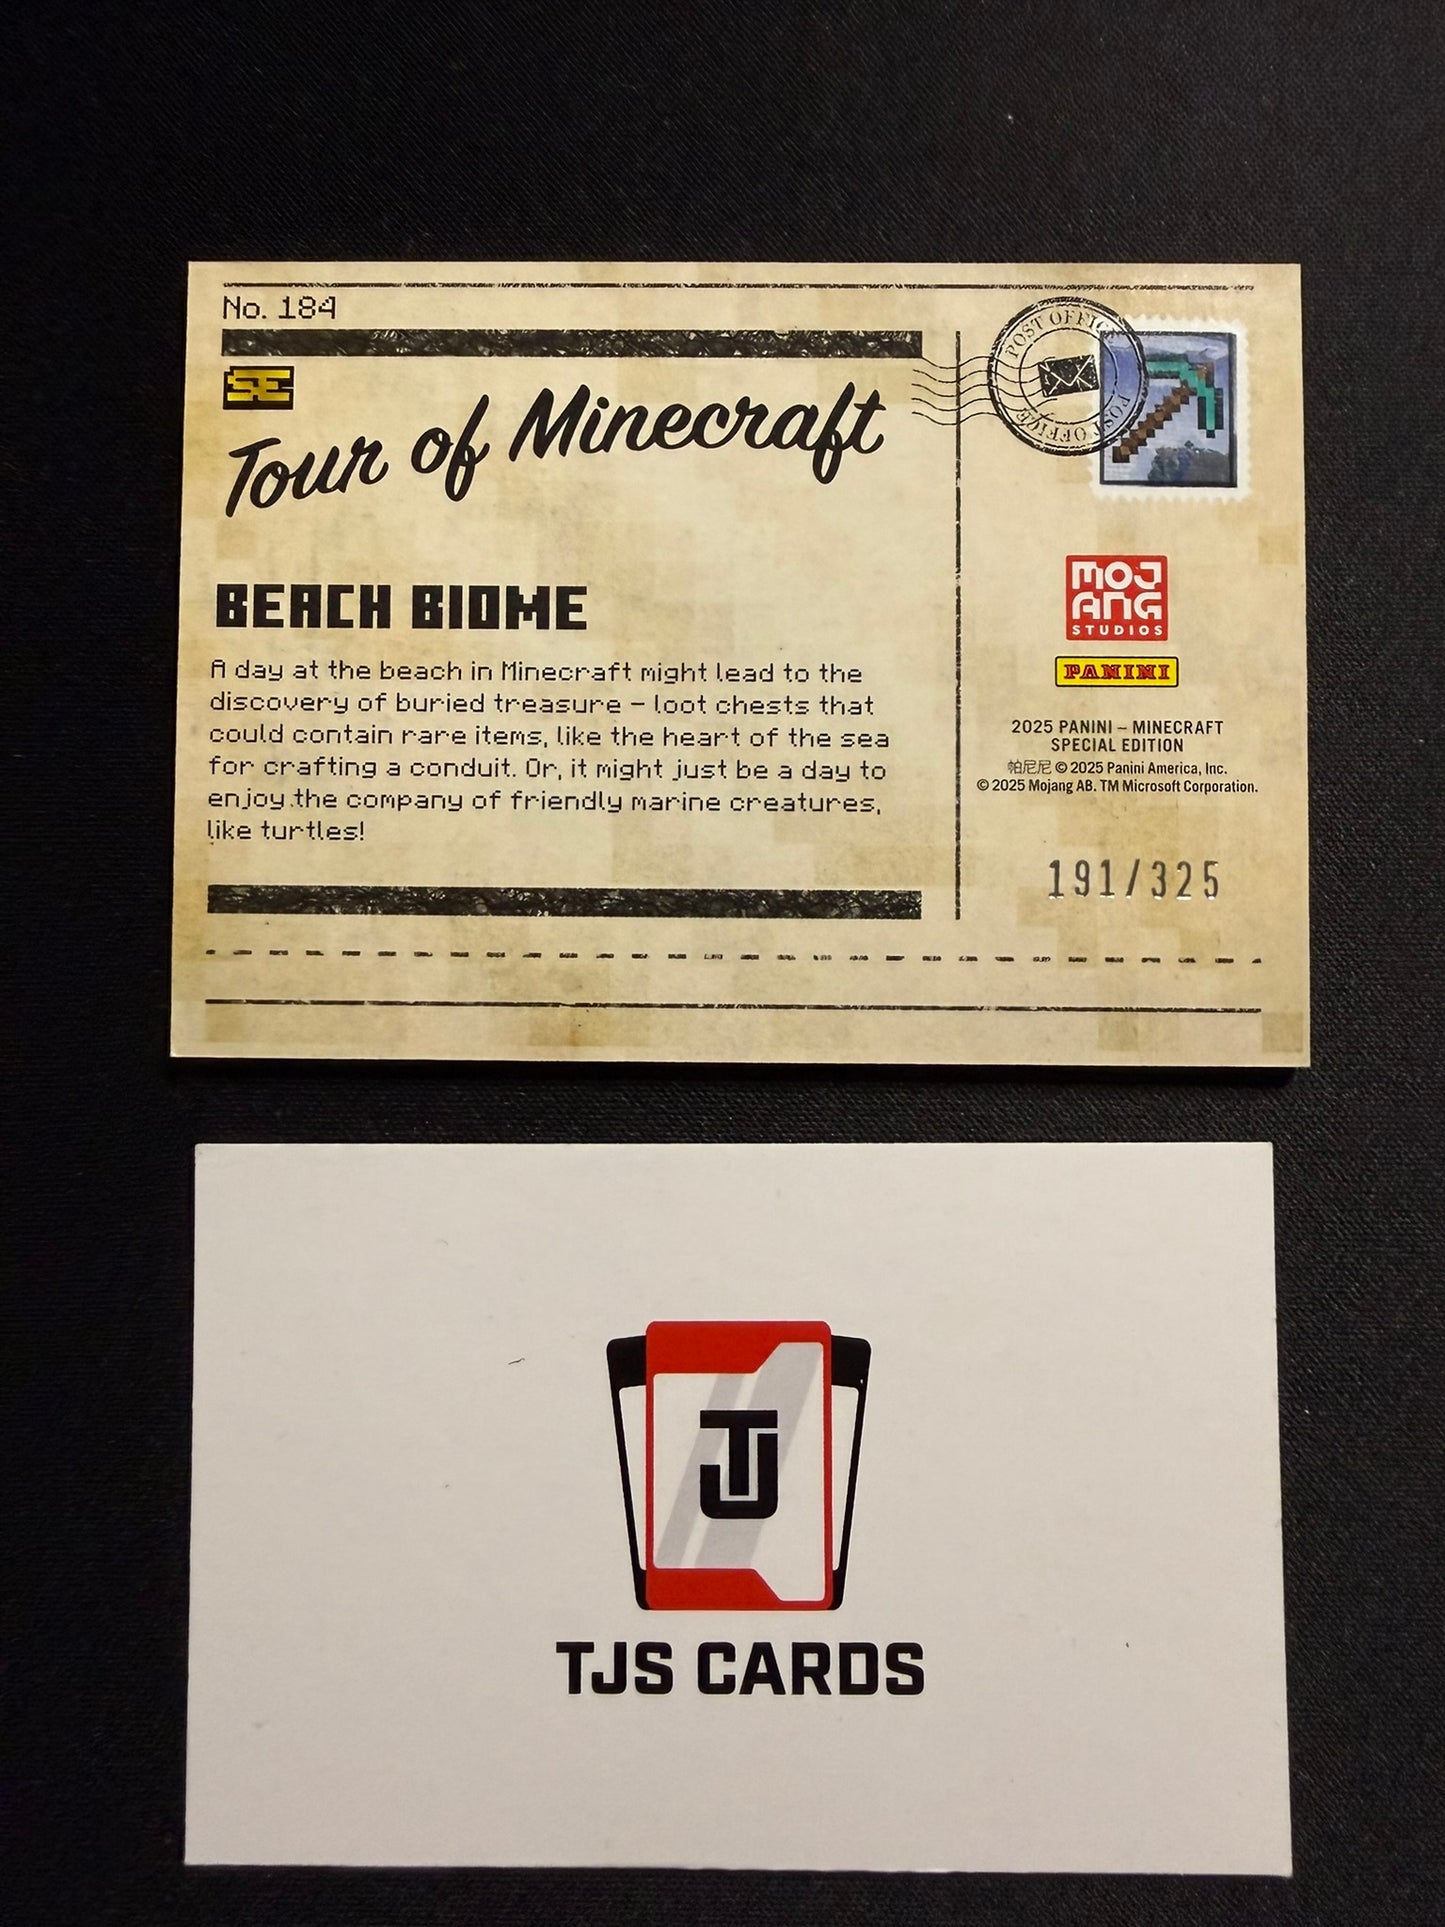 No. 184
SE
Tour of Minecraft
POST OFFICE
POST OFFICE
BEACH BIOME
A day at the beach in Minecraft might lead to the
discovery of buried treasure – loot chests that
could contain rare items, like the heart of the sea
for crafting a conduit. Or, it might just be a day to
enjoy the company of friendly marine creatures,
like turtles!
MOJ
ANG
STUDIOS
PANINI
2025 PANINI – MINECRAFT
SPECIAL EDITION
帕尼尼 © 2025 Panini America, Inc.
© 2025 Mojang AB. TM Microsoft Corporation.
191/325
TJ
TJS CARDS